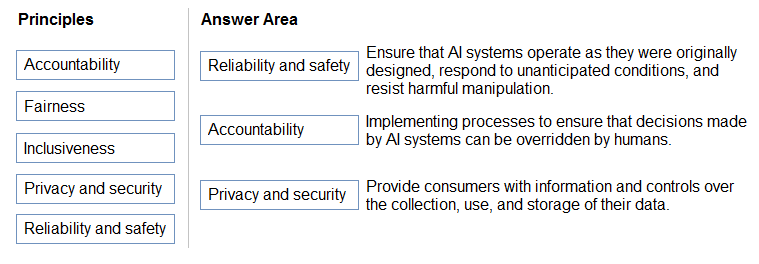 Principles
Accountability
Fairness
Inclusiveness
Privacy and security
Reliability and safety
Answer Area
Reliability and safety
Ensure that AI systems operate as they were originally
designed, respond to unanticipated conditions, and
resist harmful manipulation.
Accountability
Implementing processes to ensure that decisions made
by AI systems can be overridden by humans.
Privacy and security
Provide consumers with information and controls over
the collection, use, and storage of their data.